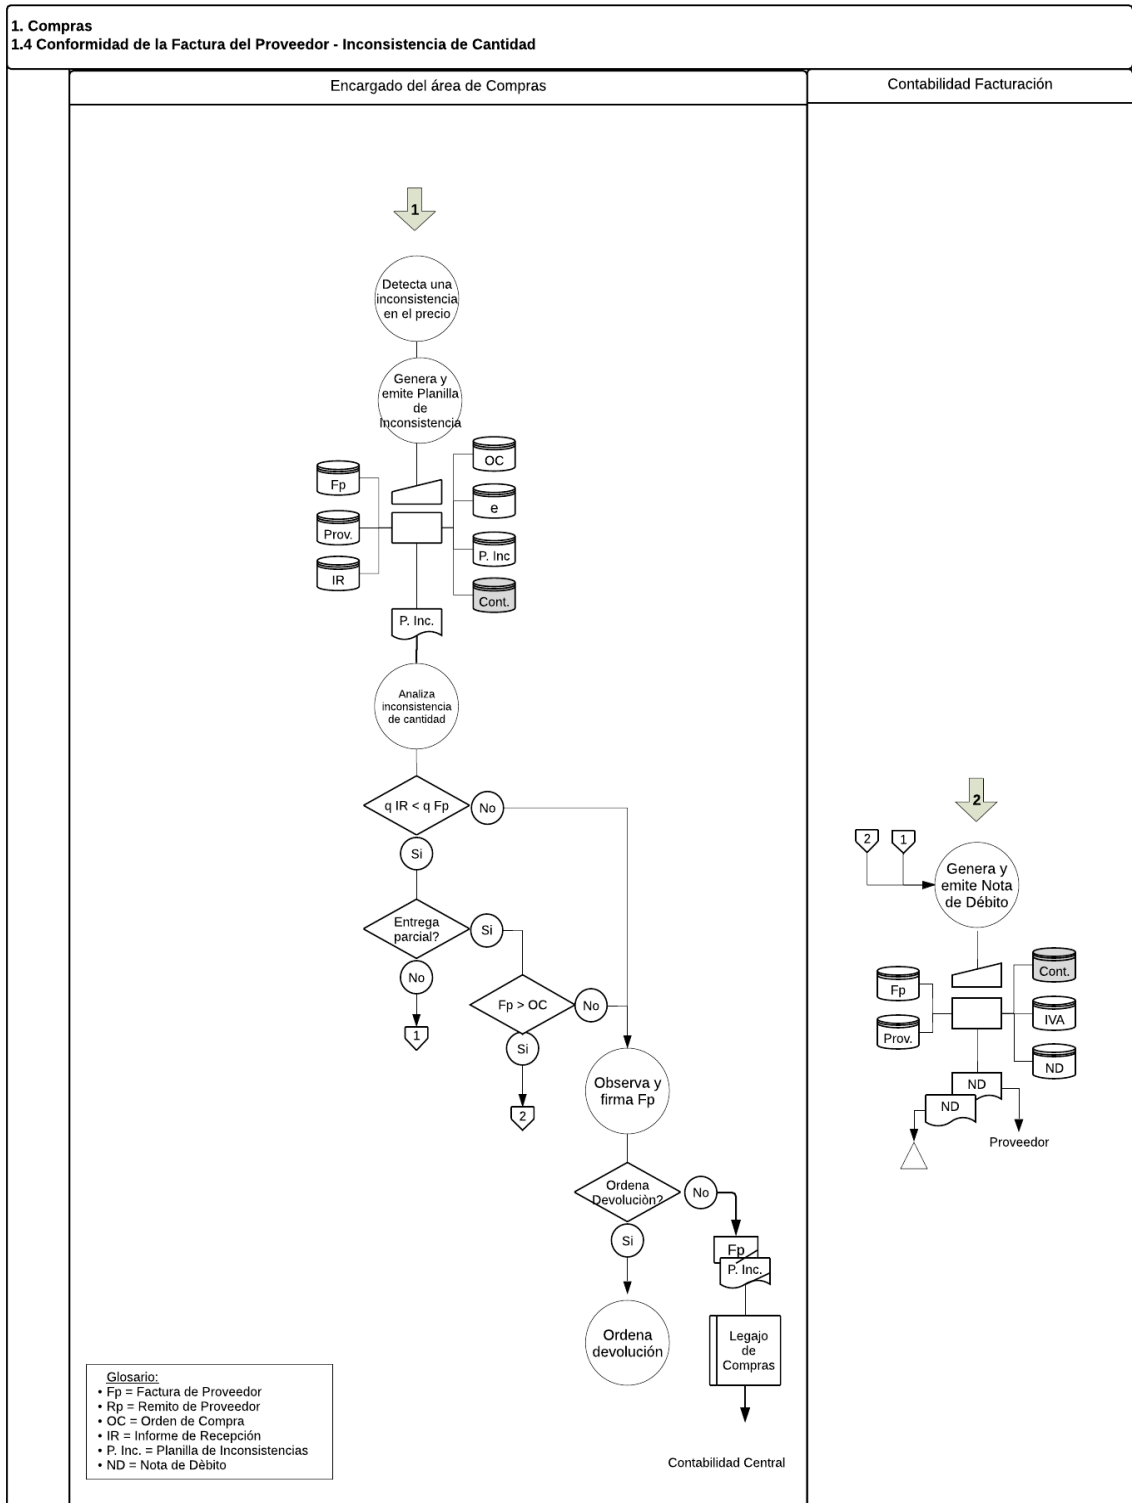 1. Compras
1.4 Conformidad de la Factura del Proveedor - Inconsistencia de Cantidad
Encargado del área de Compras
Contabilidad Facturación
1
Detecta una
inconsistencia
en el precio
Genera y
emite Planilla
de
Inconsistencia
Fp
Prov.
IR
OC
e
P. Inc
Cont.
P. Inc.
Analiza
inconsistencia
de cantidad
q IR < q Fp
No
Si
Entrega
parcial?
Si
No
1
Fp > OC
No
Si
2
Observa y
firma Fp
Ordena
Devoluciòn?
No
Si
Fp
P. Inc.
Ordena
devolución
Legajo
de
Compras
Contabilidad Central
2
2
1
Genera y
emite Nota
de Débito
Fp
Prov.
Cont.
IVA
ND
ND
ND
Proveedor
Glosario:
• Fp = Factura de Proveedor
• Rp = Remito de Proveedor
• OC = Orden de Compra
• IR = Informe de Recepción
• P. Inc. = Planilla de Inconsistencias
• ND = Nota de Dèbito